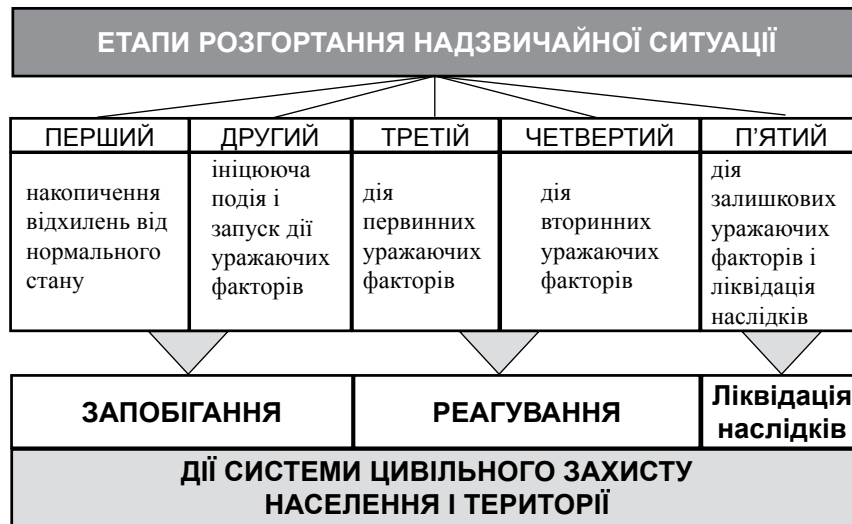 ЕТАПИ РОЗГОРТАННЯ НАДЗВИЧАЙНОЇ СИТУАЦІЇ
ПЕРШИЙ
накопичення
відхилень від
нормального
стану
ДРУГИЙ
ініцююча
подія і
запуск дії
уражаючих
факторів
ТРЕТІЙ
дія
первинних
уражаючих
факторів
ЧЕТВЕРТИЙ
дія
вторинних
уражаючих
факторів
П'ЯТИЙ
дія
залишкових
уражаючих
факторів і
ліквідація
наслідків
ЗАПОБІГАННЯ
РЕАГУВАННЯ
Ліквідація
наслідків
ДІЇ СИСТЕМИ ЦИВІЛЬНОГО ЗАХИСТУ
НАСЕЛЕННЯ І ТЕРИТОРІЇ